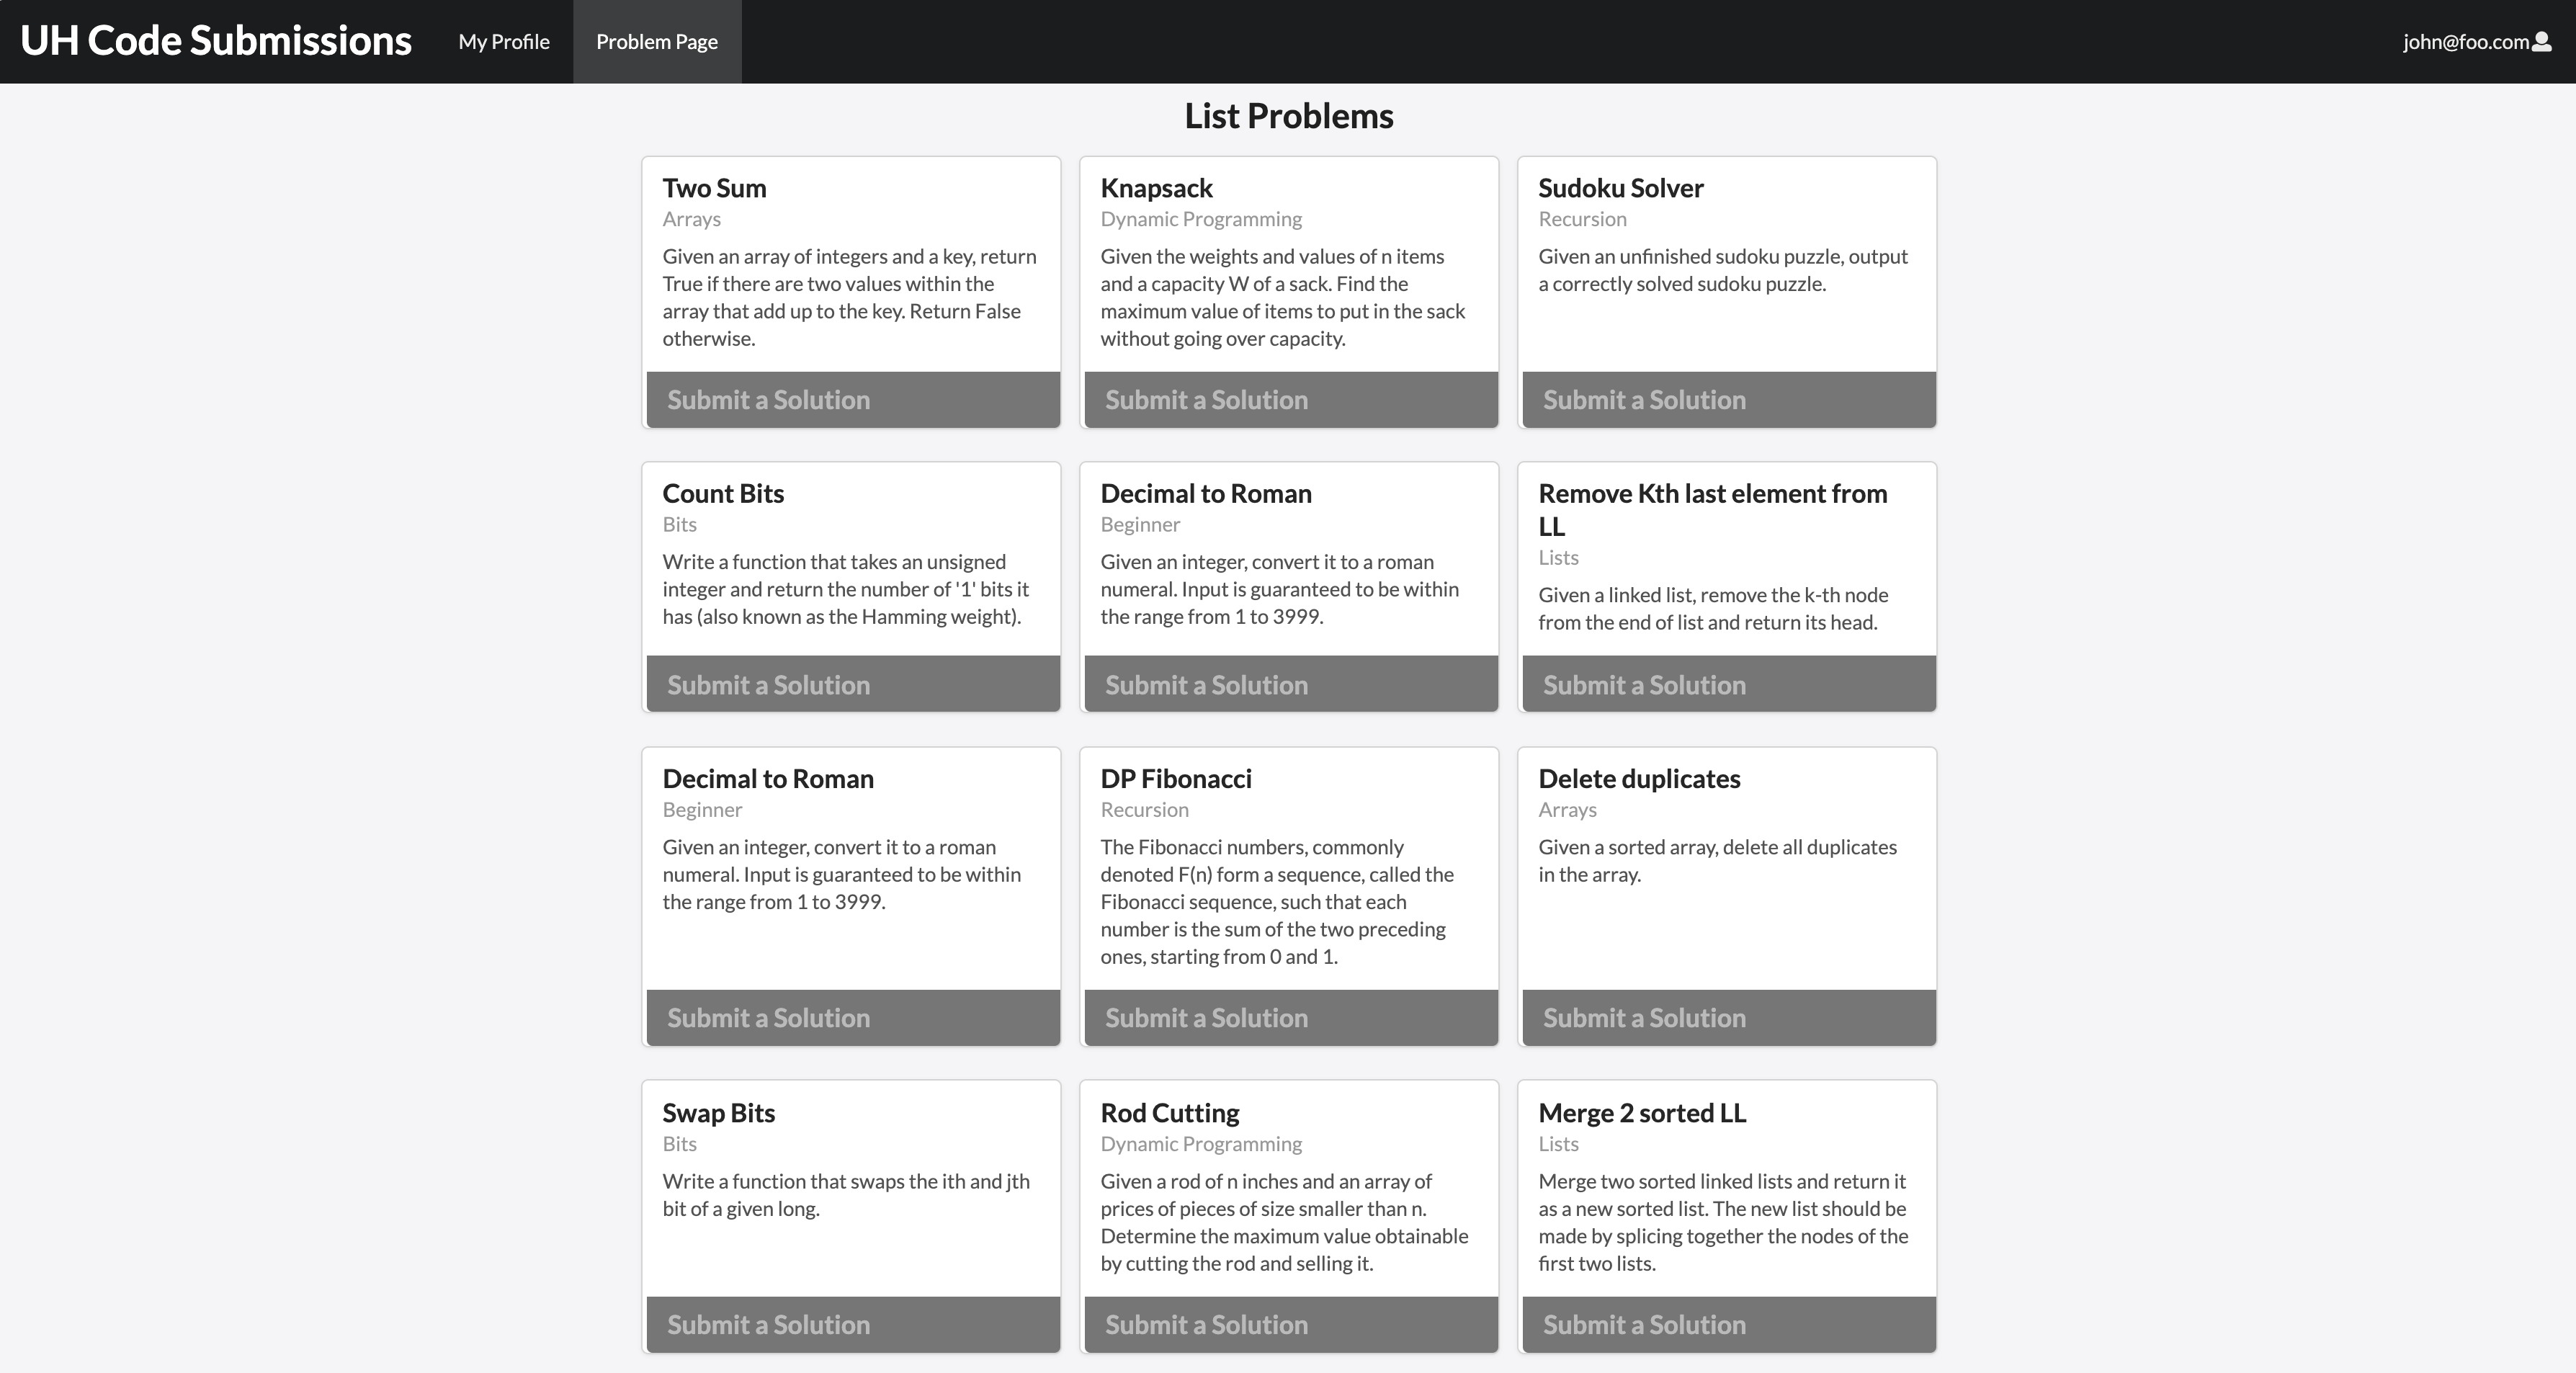 UH Code Submissions
My Profile
Problem Page
john@foo.com
List Problems
Two Sum
Arrays
Given an array of integers and a key, return
True if there are two values within the
array that add up to the key. Return False
otherwise.
Submit a Solution
Knapsack
Dynamic Programming
Given the weights and values of n items
and a capacity W of a sack. Find the
maximum value of items to put in the sack
without going over capacity.
Submit a Solution
Sudoku Solver
Recursion
Given an unfinished sudoku puzzle, output
a correctly solved sudoku puzzle.
Submit a Solution
Count Bits
Bits
Write a function that takes an unsigned
integer and return the number of '1' bits it
has (also known as the Hamming weight).
Submit a Solution
Decimal to Roman
Beginner
Given an integer, convert it to a roman
numeral. Input is guaranteed to be within
the range from 1 to 3999.
Submit a Solution
Remove Kth last element from
LL
Lists
Given a linked list, remove the k-th node
from the end of list and return its head.
Submit a Solution
Decimal to Roman
Beginner
Given an integer, convert it to a roman
numeral. Input is guaranteed to be within
the range from 1 to 3999.
Submit a Solution
DP Fibonacci
Recursion
The Fibonacci numbers, commonly
denoted F(n) form a sequence, called the
Fibonacci sequence, such that each
number is the sum of the two preceding
ones, starting from 0 and 1.
Submit a Solution
Delete duplicates
Arrays
Given a sorted array, delete all duplicates
in the array.
Submit a Solution
Swap Bits
Bits
Write a function that swaps the ith and jth
bit of a given long.
Submit a Solution
Rod Cutting
Dynamic Programming
Given a rod of n inches and an array of
prices of pieces of size smaller than n.
Determine the maximum value obtainable
by cutting the rod and selling it.
Submit a Solution
Merge 2 sorted LL
Lists
Merge two sorted linked lists and return it
as a new sorted list. The new list should be
made by splicing together the nodes of the
first two lists.
Submit a Solution